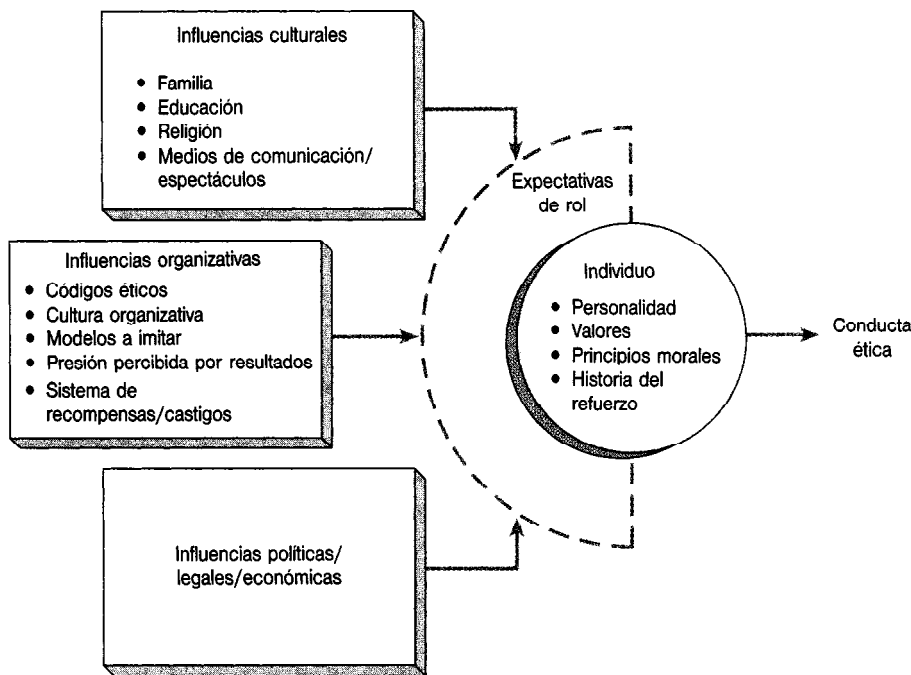 Influencias culturales
• Familia
• Educación
• Religión
• Medios de comunicación/
espectáculos
Influencias organizativas
• Códigos éticos
• Cultura organizativa
• Modelos a imitar
• Presión percibida por resultados
• Sistema de
recompensas/castigos
Influencias políticas/
legales/económicas
Expectativas
de rol
Individuo
• Personalidad
• Valores
• Principios morales
• Historia del
refuerzo
Conducta
ética